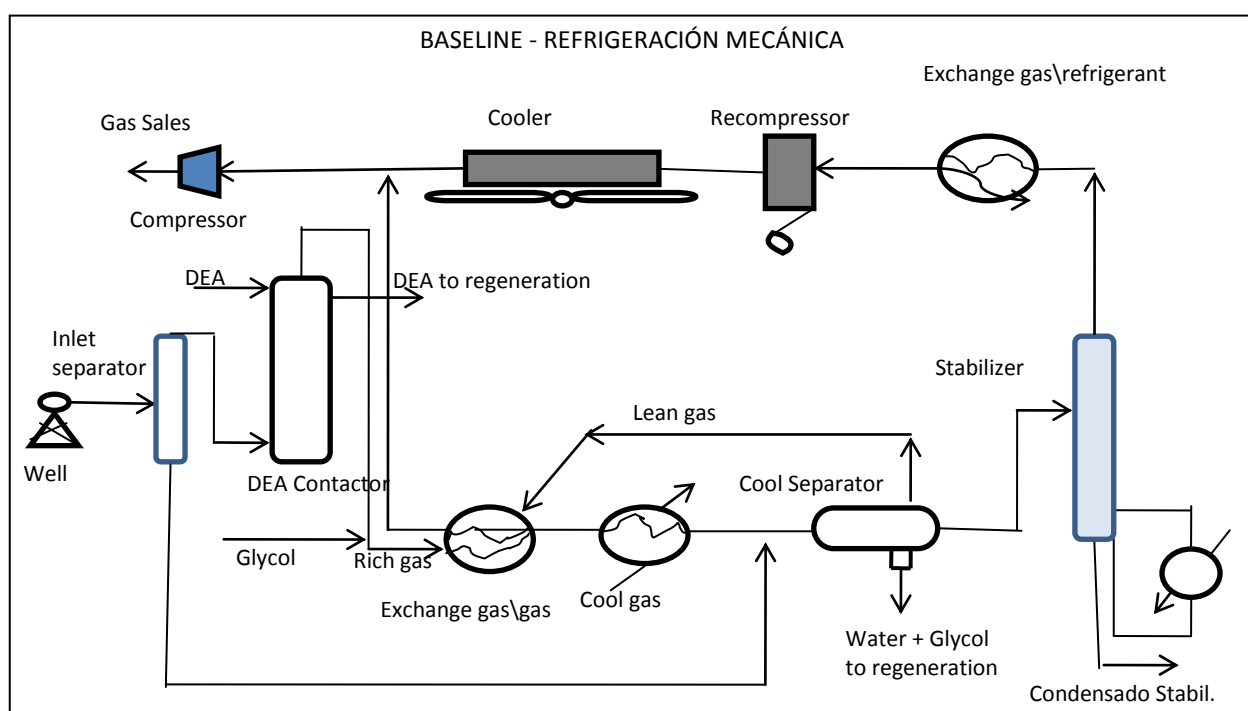 BASELINE - REFRIGERACIÓN MECÁNICA
Exchange gas\refrigerant
Gas Sales
Cooler
Recompressor
Compressor
DEA
DEA to regeneration
Inlet
separator
Stabilizer
Lean gas
Well
DEA Contactor
Cool Separator
Glycol
Rich gas
Exchange gas\gas
Cool gas
Water + Glycol
to regeneration
Condensado Stabil.